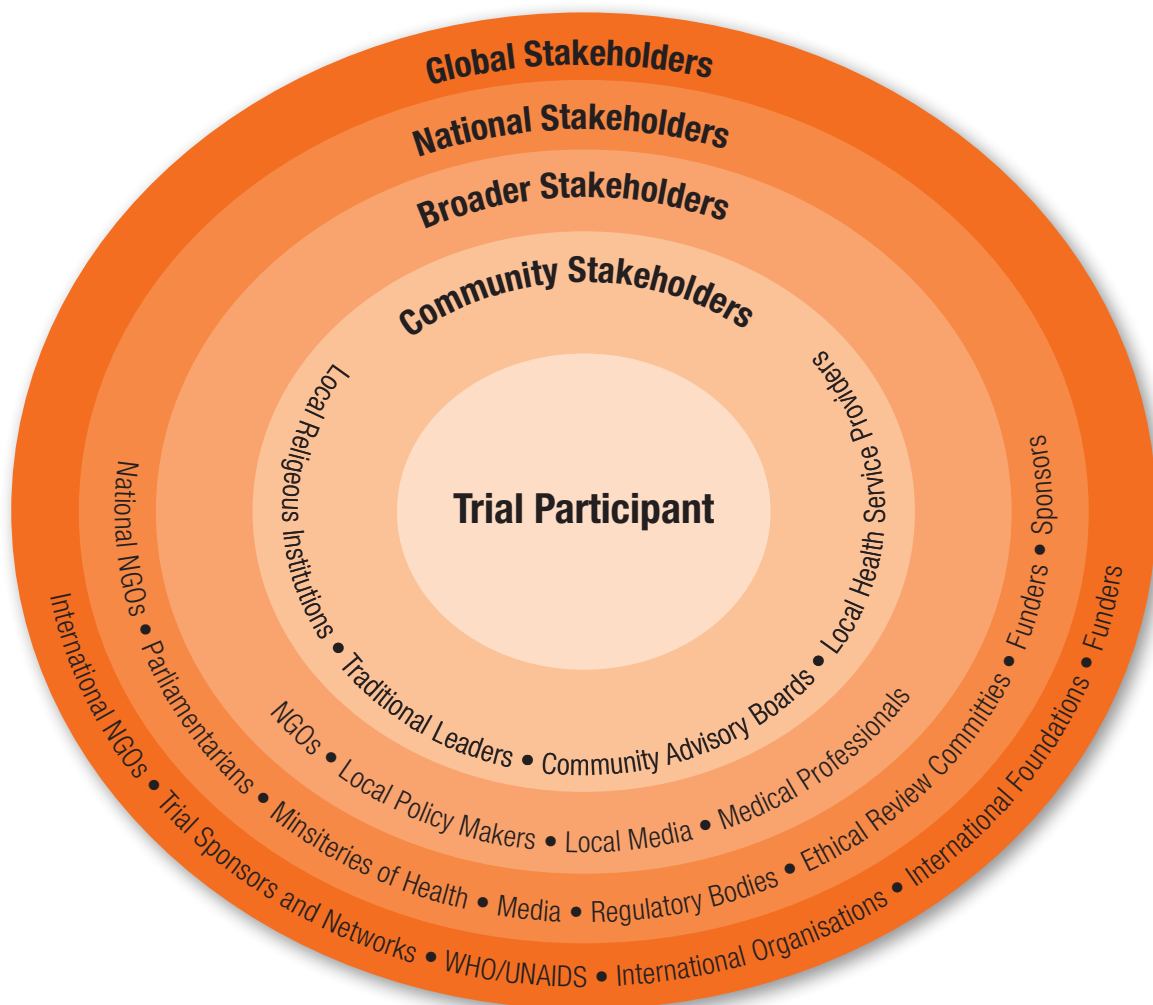 Global Stakeholders
National Stakeholders
Broader Stakeholders
Community Stakeholders
Trial Participant
Local Religeous Institutions • Traditional Leaders • Community Advisory Boards • Local Health Service Providers
NGOs • Local Policy Makers • Local Media • Medical Professionals
National NGOs • Parliamentarians • Minsiteries of Health • Media • Regulatory Bodies • Ethical Review Committees • Funders • Sponsors
International NGOs • Trial Sponsors and Networks • WHO/UNAIDS • International Organisations • International Foundations • Funders